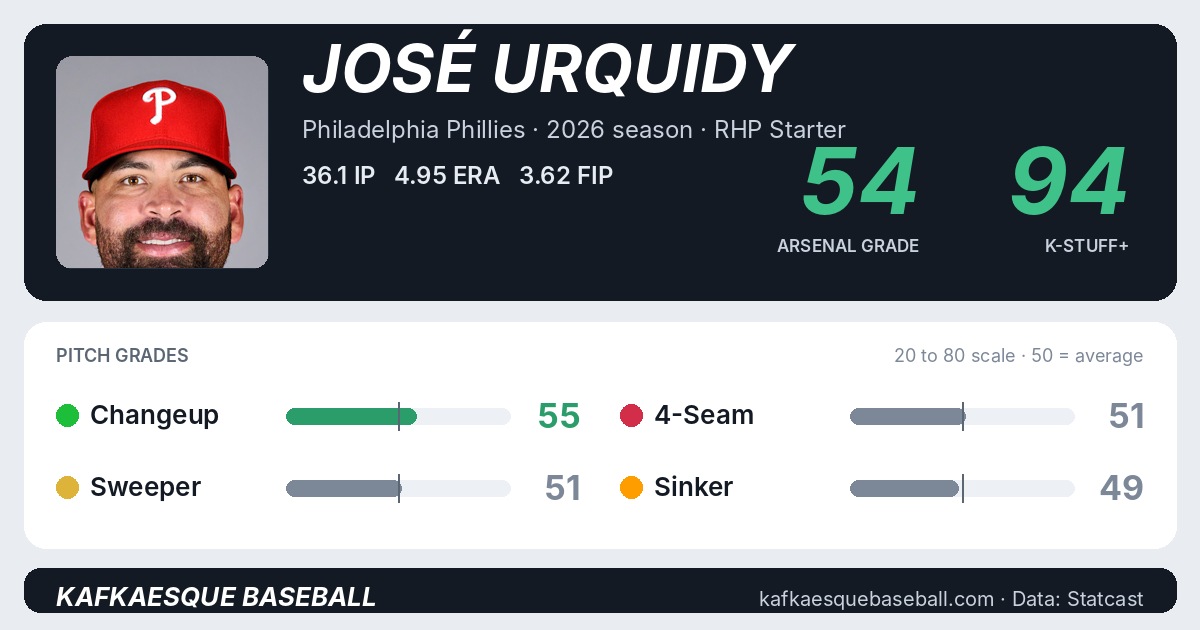 JOSÉ URQUIDY
Philadelphia Phillies · 2026 season · RHP Starter
36.1 IP 4.95 ERA 3.62 FIP
54 94
ARSENAL GRADE K-STUFF+
P
PITCH GRADES 20 to 80 scale · 50 = average
Changeup 55 4-Seam 51
Sweeper 51 Sinker 49
KAFKAESQUE BASEBALL kafkaesquebaseball.com · Data: Statcast